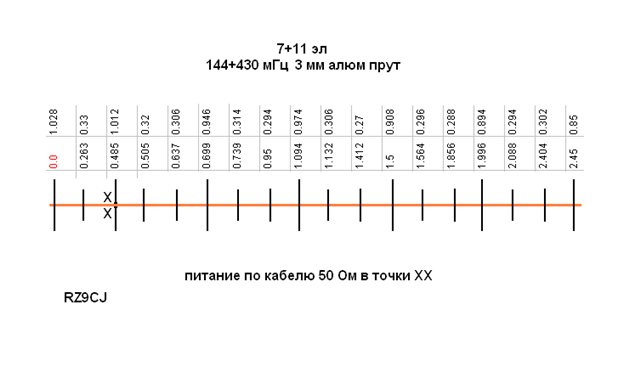 7+11 эл
144+430 мГц 3 мм алюм прут
1.028 0.33 1.012 0.32 0.306 0.946 0.314 0.294 0.974 0.306 0.27 0.908 0.296 0.288 0.894 0.294 0.302 0.85
0.0 0.263 0.485 0.505 0.637 0.699 0.739 0.95 1.094 1.132 1.412 1.5 1.564 1.856 1.996 2.088 2.404 2.45
X
X
питание по кабелю 50 Ом в точки XX
RZ9CJ